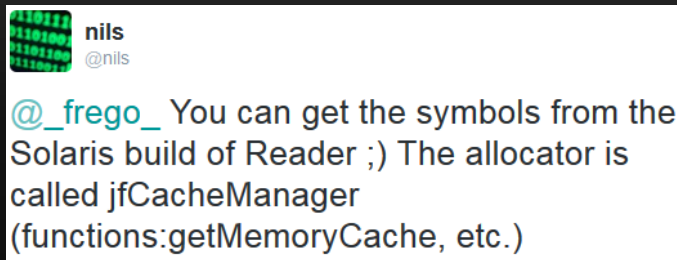 nils
@nils
@_frego_ You can get the symbols from the
Solaris build of Reader ;) The allocator is
called jfCacheManager
(functions:getMemoryCache, etc.)